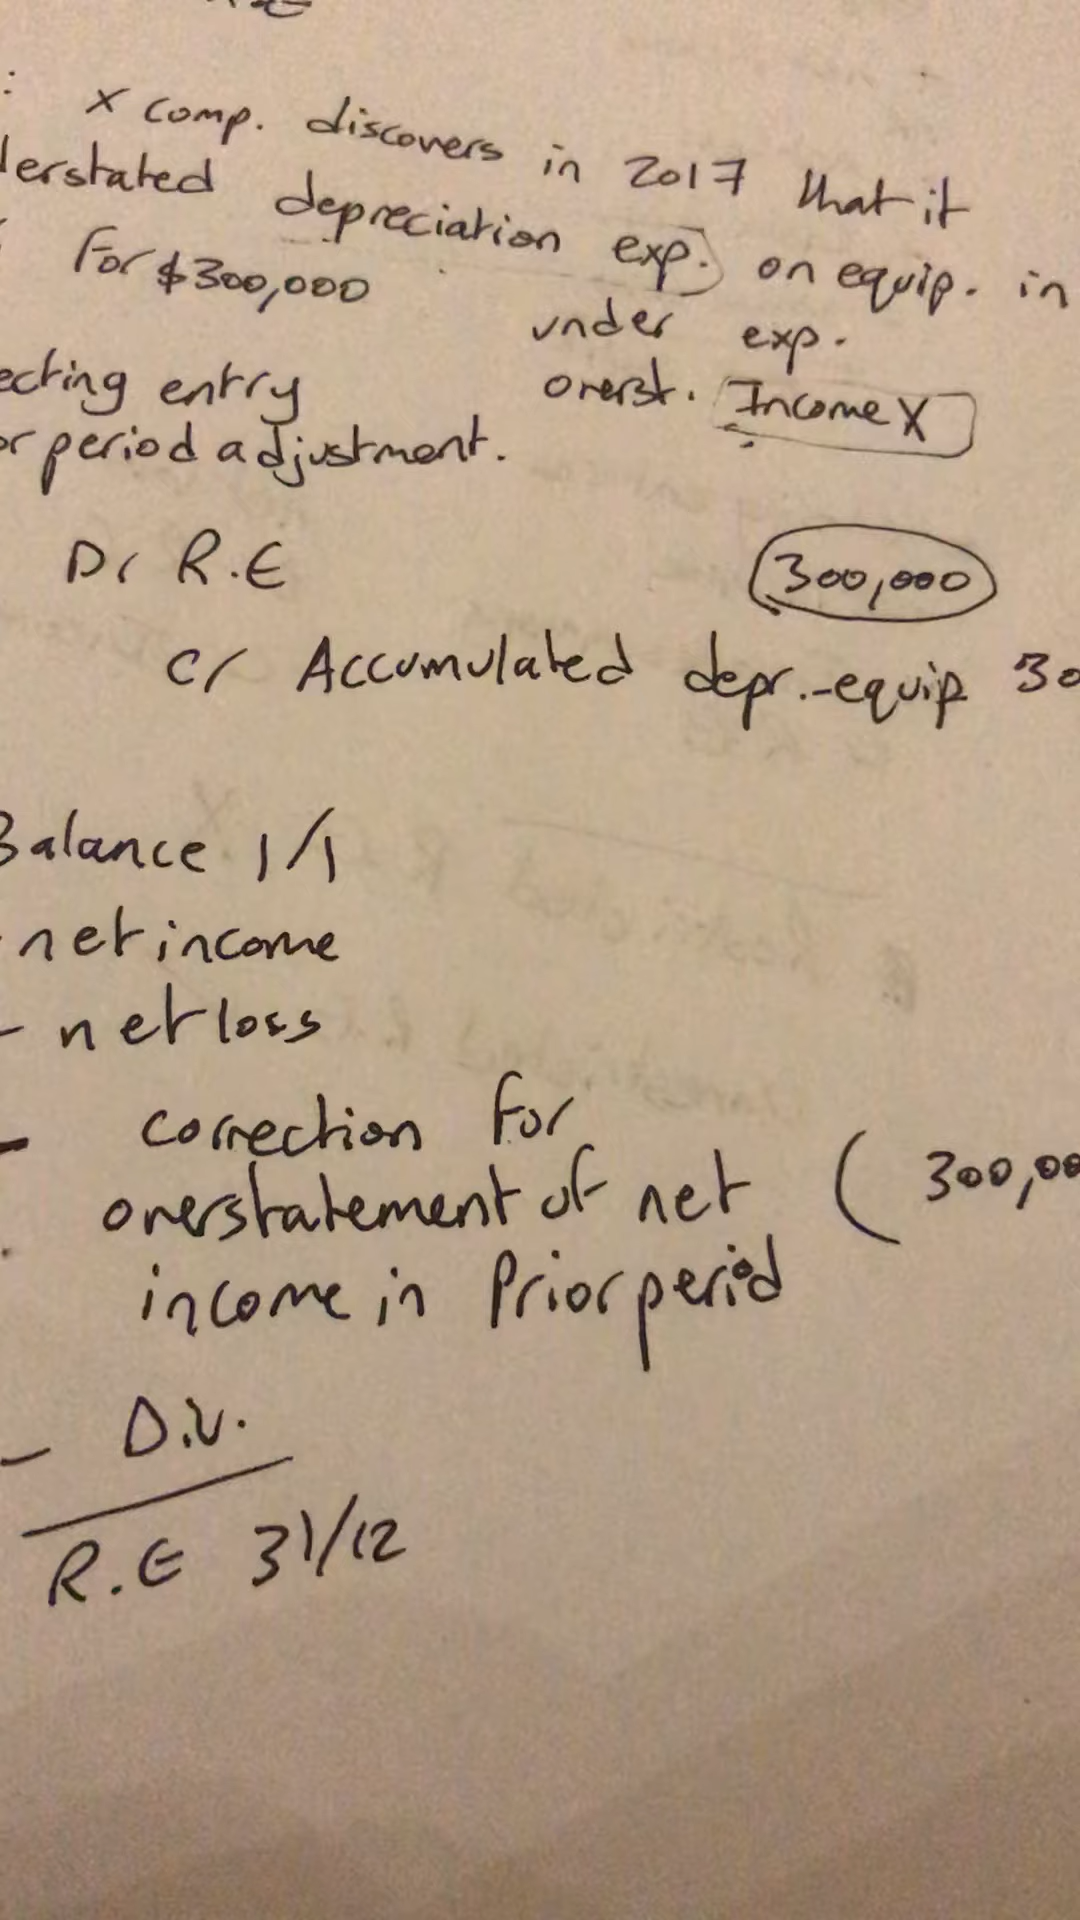 : X comp. discovers in 2017 that it
derstated depreciation exp. on equip. in
For $300,000
under exp.
overst. Income X
ecting entry
or period adjustment.
Dr R.E 300,000
Cr Accumulated depr.-equip 30
Balance 1/1
- net income
- net loss
- correction for
overstatement of net (300,00
income in Prior period
- Div.
R.E 31/12